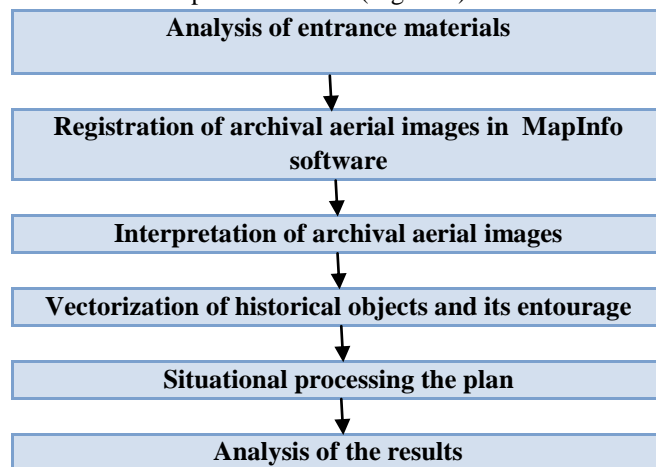 Analysis of entrance materials
Registration of archival aerial images in MapInfo
software
Interpretation of archival aerial images
Vectorization of historical objects and its entourage
Situational processing the plan
Analysis of the results